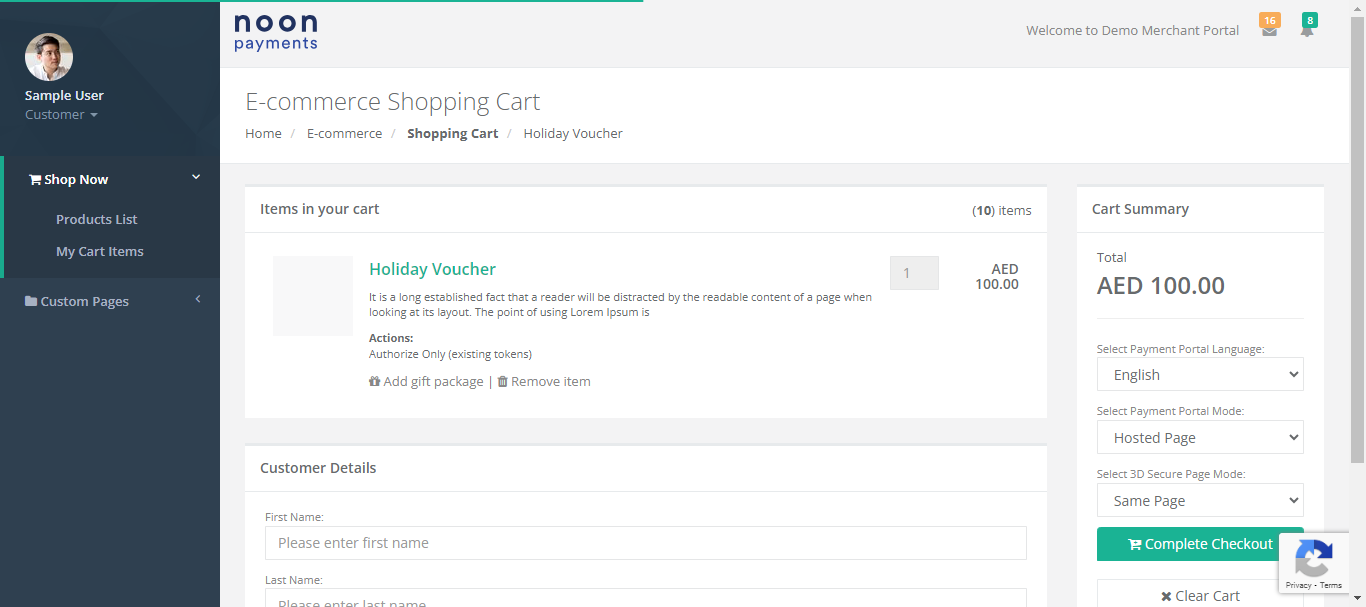 noon
payments
Welcome to Demo Merchant Portal
16
8
Sample User
Customer
Shop Now
Products List
My Cart Items
Custom Pages
E-commerce Shopping Cart
Home / E-commerce / Shopping Cart / Holiday Voucher
Items in your cart
(10) items
Holiday Voucher
1
AED
100.00
It is a long established fact that a reader will be distracted by the readable content of a page when
looking at its layout. The point of using Lorem Ipsum is
Actions:
Authorize Only (existing tokens)
Add gift package | Remove item
Customer Details
First Name:
Please enter first name
Last Name:
Please enter last name
Cart Summary
Total
AED 100.00
Select Payment Portal Language:
English
Select Payment Portal Mode:
Hosted Page
Select 3D Secure Page Mode:
Same Page
Complete Checkout
Clear Cart
Privacy - Terms